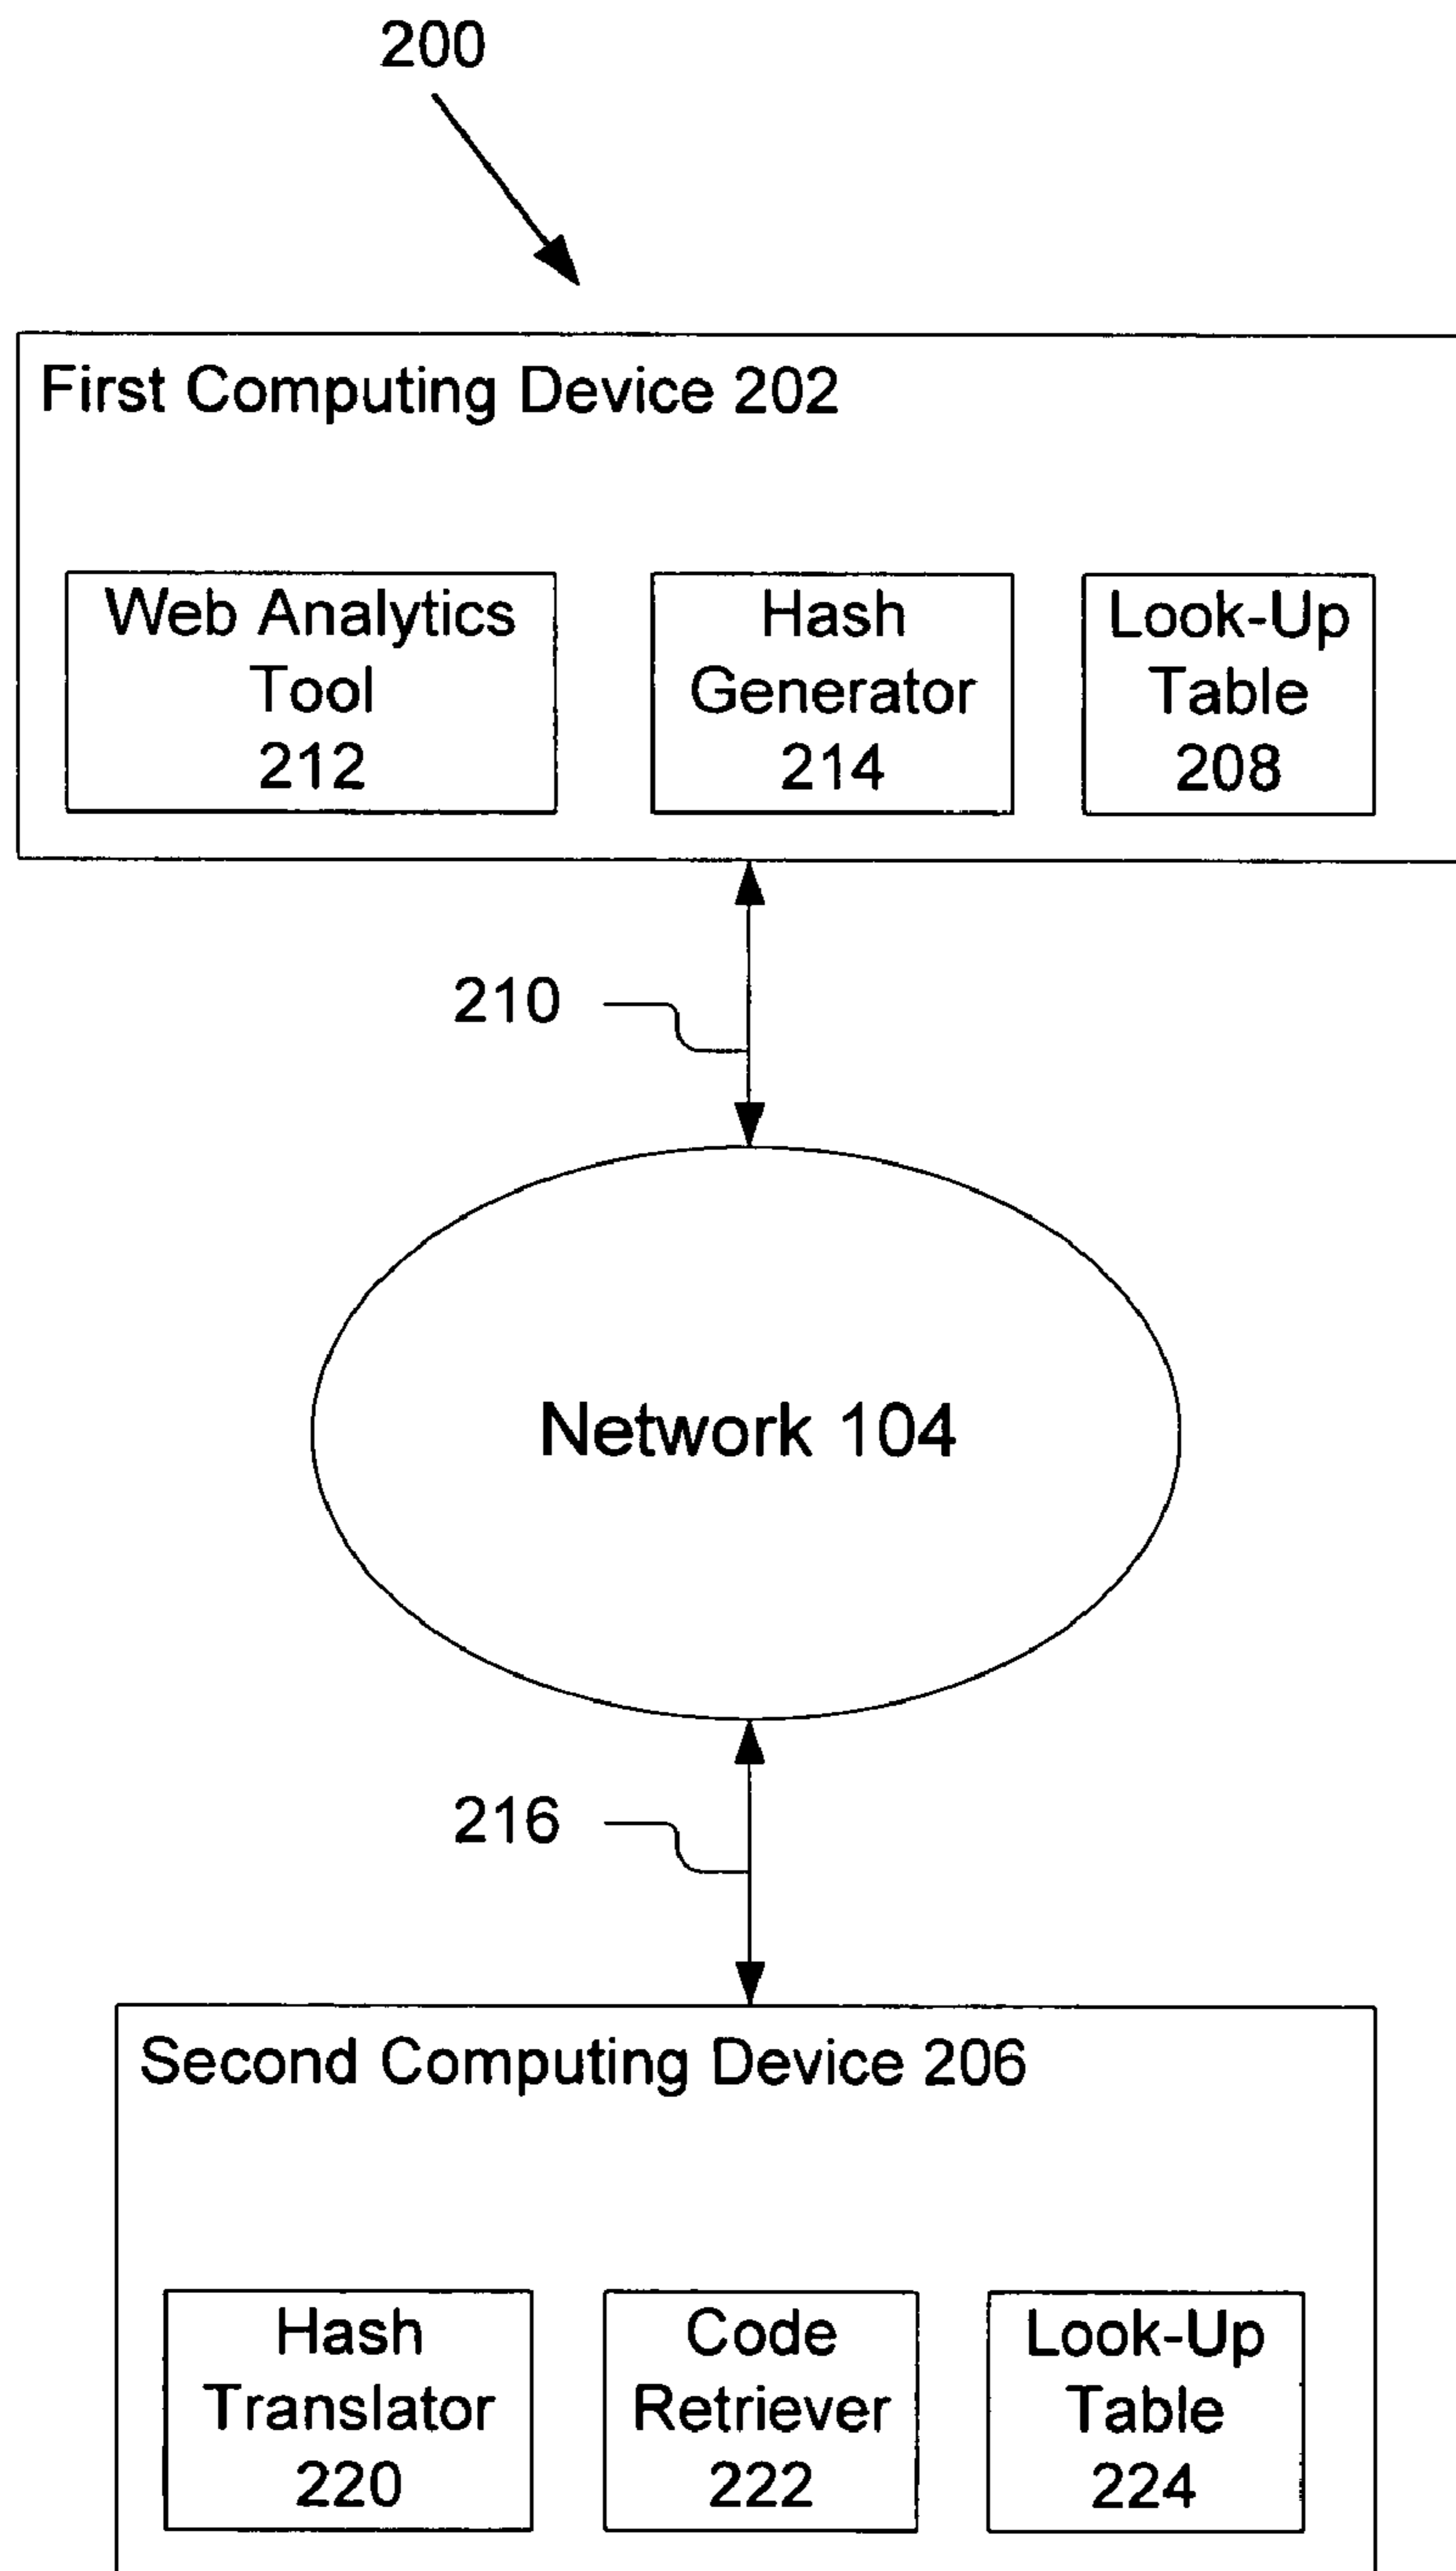 200
First Computing Device 202
Web Analytics
Tool
212
Hash
Generator
214
Look-Up
Table
208
210
Network 104
216
Second Computing Device 206
Hash
Translator
220
Code
Retriever
222
Look-Up
Table
224